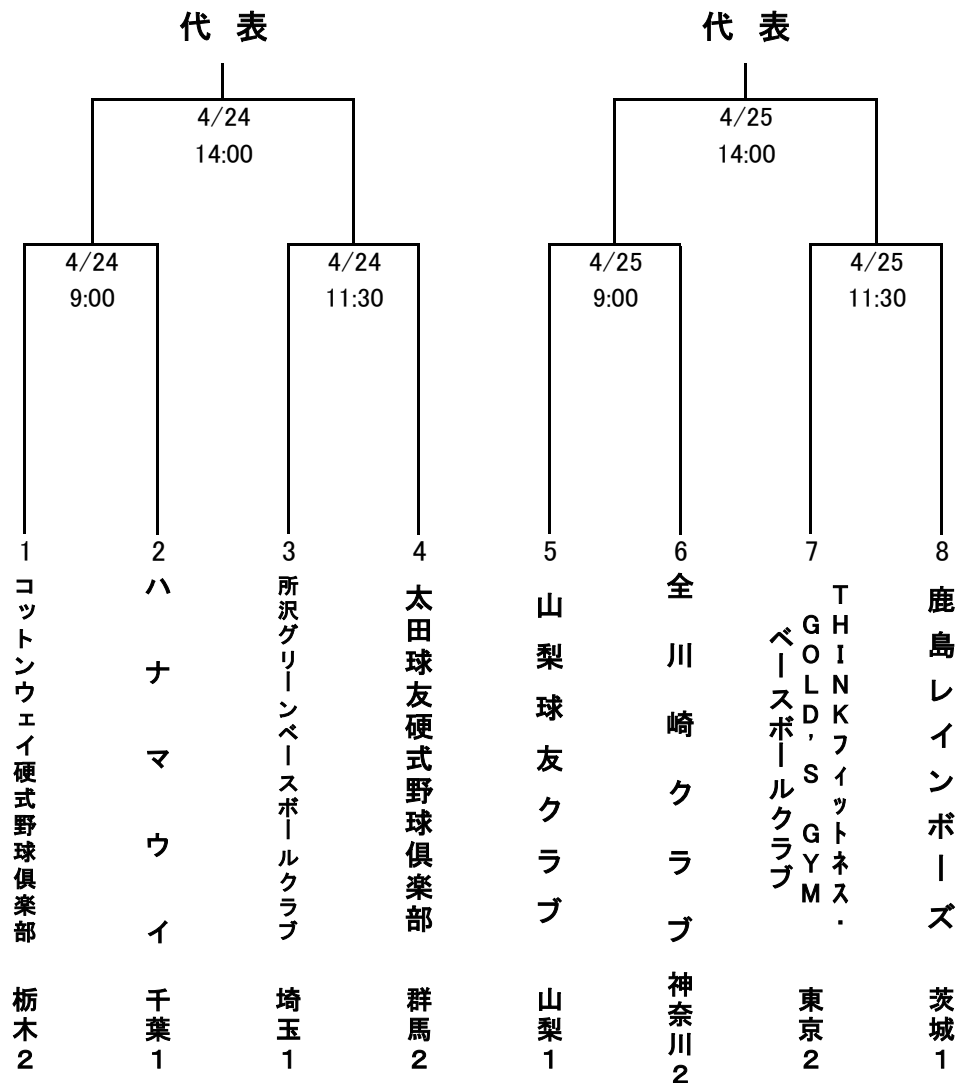 代 表
代 表
4/24
14:00
4/25
14:00
4/24
9:00
4/24
11:30
4/25
9:00
4/25
11:30
1
2
3
4
5
6
7
8
コットンウェイ硬式野球倶楽部
ハナマウイ
所沢グリーンベースボールクラブ
太田球友硬式野球倶楽部
山梨球友クラブ
全川崎クラブ
THINKフィットネス・
GOLD'S GYM
ベースボールクラブ
鹿島レインボーズ
栃木2
千葉1
埼玉1
群馬2
山梨1
神奈川2
東京2
茨城1